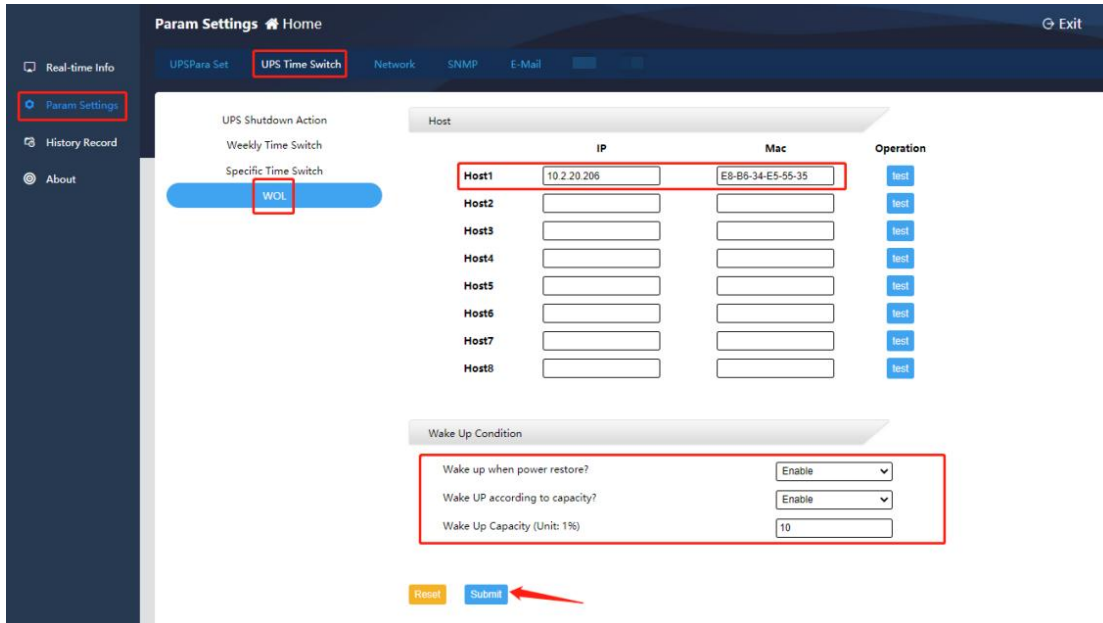 Param Settings Home
Exit
Real-time Info
Param Settings
History Record
About
UPSPara Set UPS Time Switch Network SNMP E-Mail
UPS Shutdown Action
Weekly Time Switch
Specific Time Switch
WOL
Host
IP Mac Operation
Host1 10.2.20.206 E8-B6-34-E5-55-35 test
Host2 test
Host3 test
Host4 test
Host5 test
Host6 test
Host7 test
Host8 test
Wake Up Condition
Wake up when power restore? Enable
Wake UP according to capacity? Enable
Wake Up Capacity (Unit: 1%) 10
Reset Submit